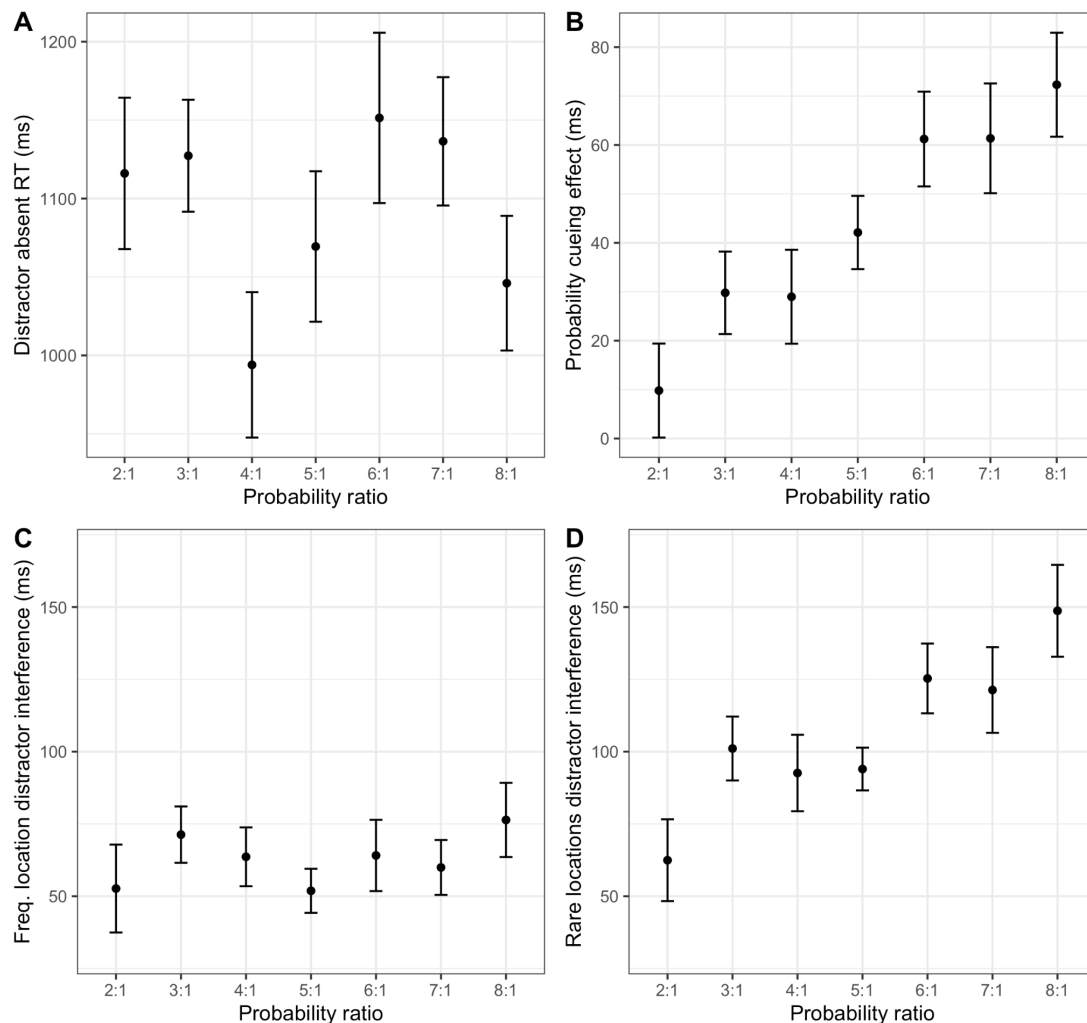 A
Distractor absent RT (ms)
1200
1100
1000
2:1 3:1 4:1 5:1 6:1 7:1 8:1
Probability ratio
B
Probability cueing effect (ms)
80
60
40
20
0
2:1 3:1 4:1 5:1 6:1 7:1 8:1
Probability ratio
C
Freq. location distractor interference (ms)
150
100
50
2:1 3:1 4:1 5:1 6:1 7:1 8:1
Probability ratio
D
Rare locations distractor interference (ms)
150
100
50
2:1 3:1 4:1 5:1 6:1 7:1 8:1
Probability ratio